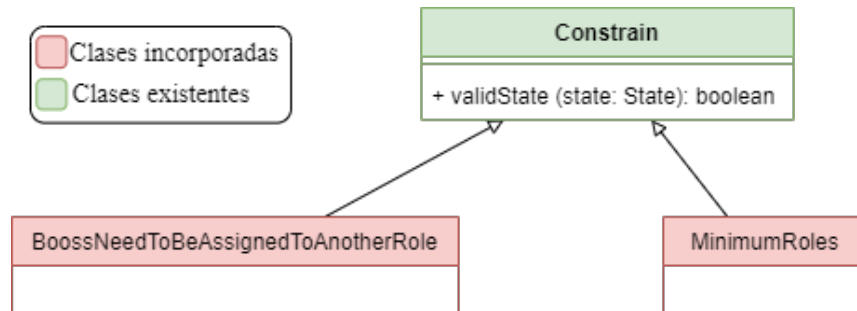 Clases incorporadas
Clases existentes
Constrain
+ validState (state: State): boolean
BoossNeedToBeAssignedToAnotherRole
MinimumRoles